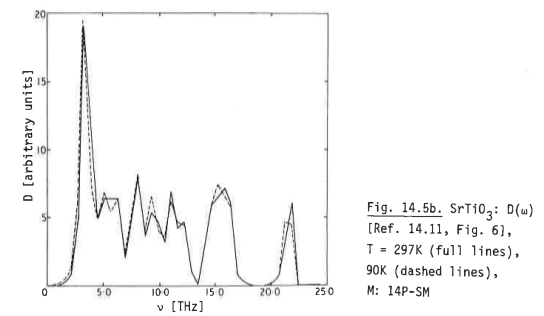 20
15
10
5
D [arbitrary units]
0
5·0
10·0
15·0
20·0
25·0
ν [THz]
Fig. 14.5b. SrTiO₃: D(ω)
[Ref. 14.11, Fig. 6],
T = 297K (full lines),
90K (dashed lines),
M: 14P-SM